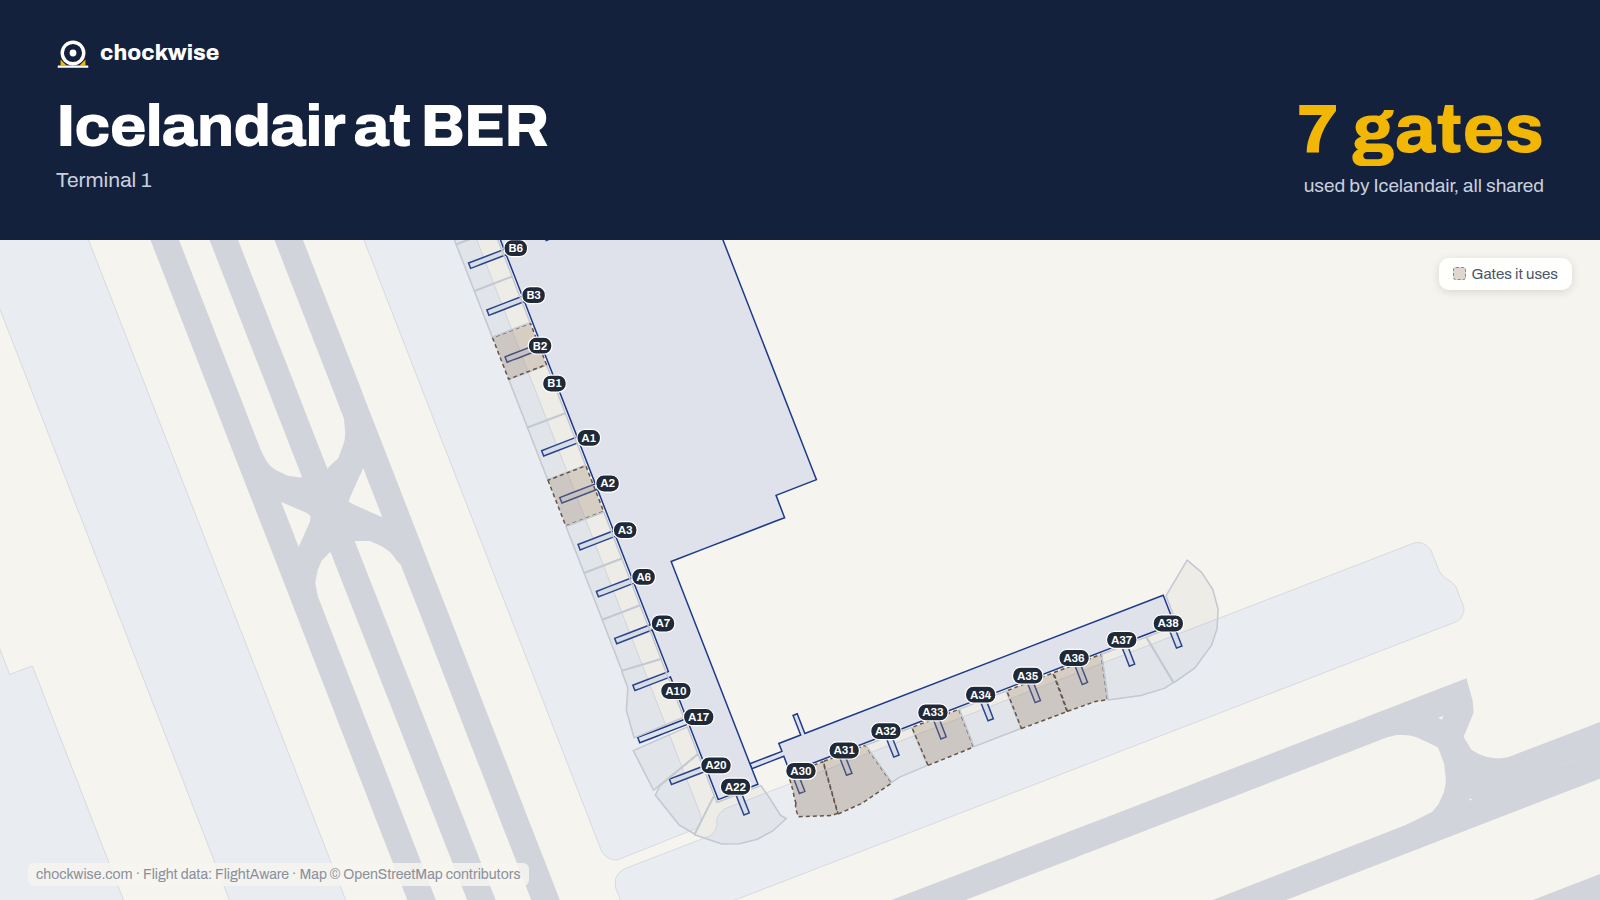 chockwise
Icelandair at BER
Terminal 1
7 gates
used by Icelandair, all shared
Gates it uses
B6
B3
B2
B1
A1
A2
A3
A6
A7
A10
A17
A20
A22
A30
A31
A32
A33
A34
A35
A36
A37
A38
chockwise.com · Flight data: FlightAware · Map © OpenStreetMap contributors